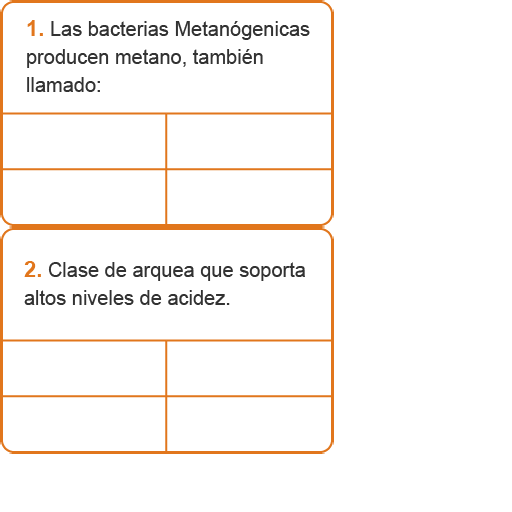 1. Las bacterias Metanógenicas
producen metano, también
llamado:
2. Clase de arquea que soporta
altos niveles de acidez.